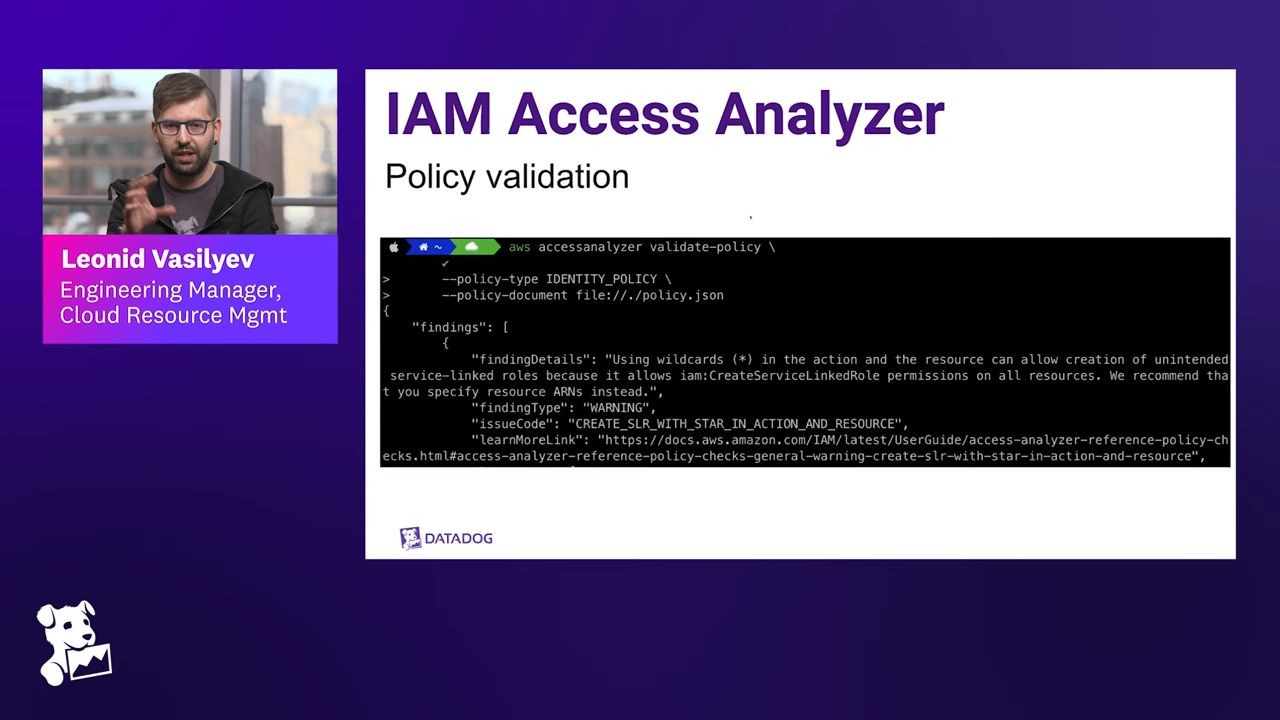 IAM Access Analyzer
Policy validation
Leonid Vasilyev
Engineering Manager,
Cloud Resource Mgmt
~ aws accessanalyzer validate-policy \
✔
> --policy-type IDENTITY_POLICY \
> --policy-document file://./policy.json
{
"findings": [
{
"findingDetails": "Using wildcards (*) in the action and the resource can allow creation of unintended
service-linked roles because it allows iam:CreateServiceLinkedRole permissions on all resources. We recommend tha
t you specify resource ARNs instead.",
"findingType": "WARNING",
"issueCode": "CREATE_SLR_WITH_STAR_IN_ACTION_AND_RESOURCE",
"learnMoreLink": "https://docs.aws.amazon.com/IAM/latest/UserGuide/access-analyzer-reference-policy-ch
ecks.html#access-analyzer-reference-policy-checks-general-warning-create-slr-with-star-in-action-and-resource",
DATADOG